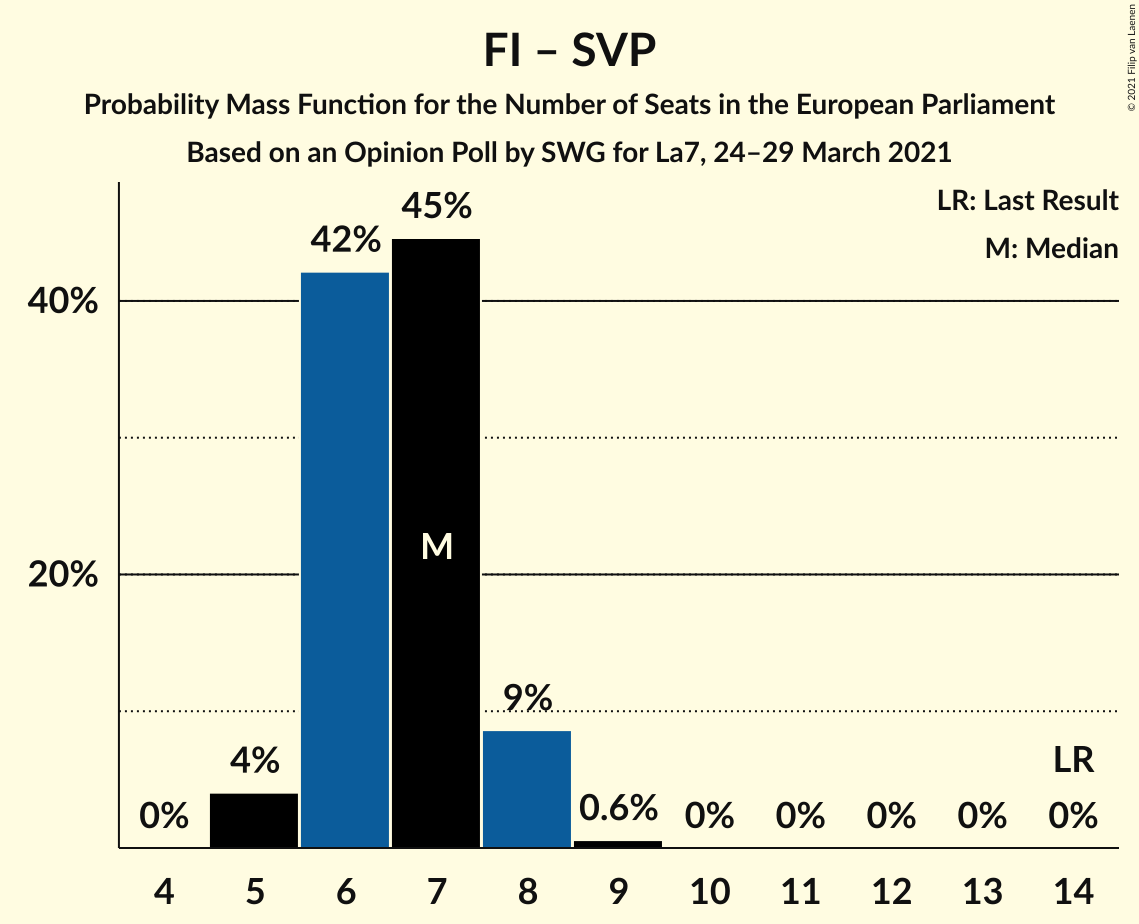 FI – SVP
Probability Mass Function for the Number of Seats in the European Parliament
Based on an Opinion Poll by SWG for La7, 24–29 March 2021
© 2021 Filip van Laenen
LR: Last Result
M: Median
45%
42%
40%
M
20%
9%
4%
LR
0%
0.6%
0%
0%
0%
0%
0%
4 5 6 7 8 9 10 11 12 13 14